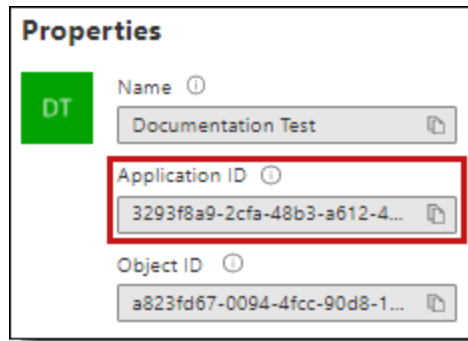 Properties
DT
Name
Documentation Test
Application ID
3293f8a9-2cfa-48b3-a612-4...
Object ID
a823fd67-0094-4fcc-90d8-1...